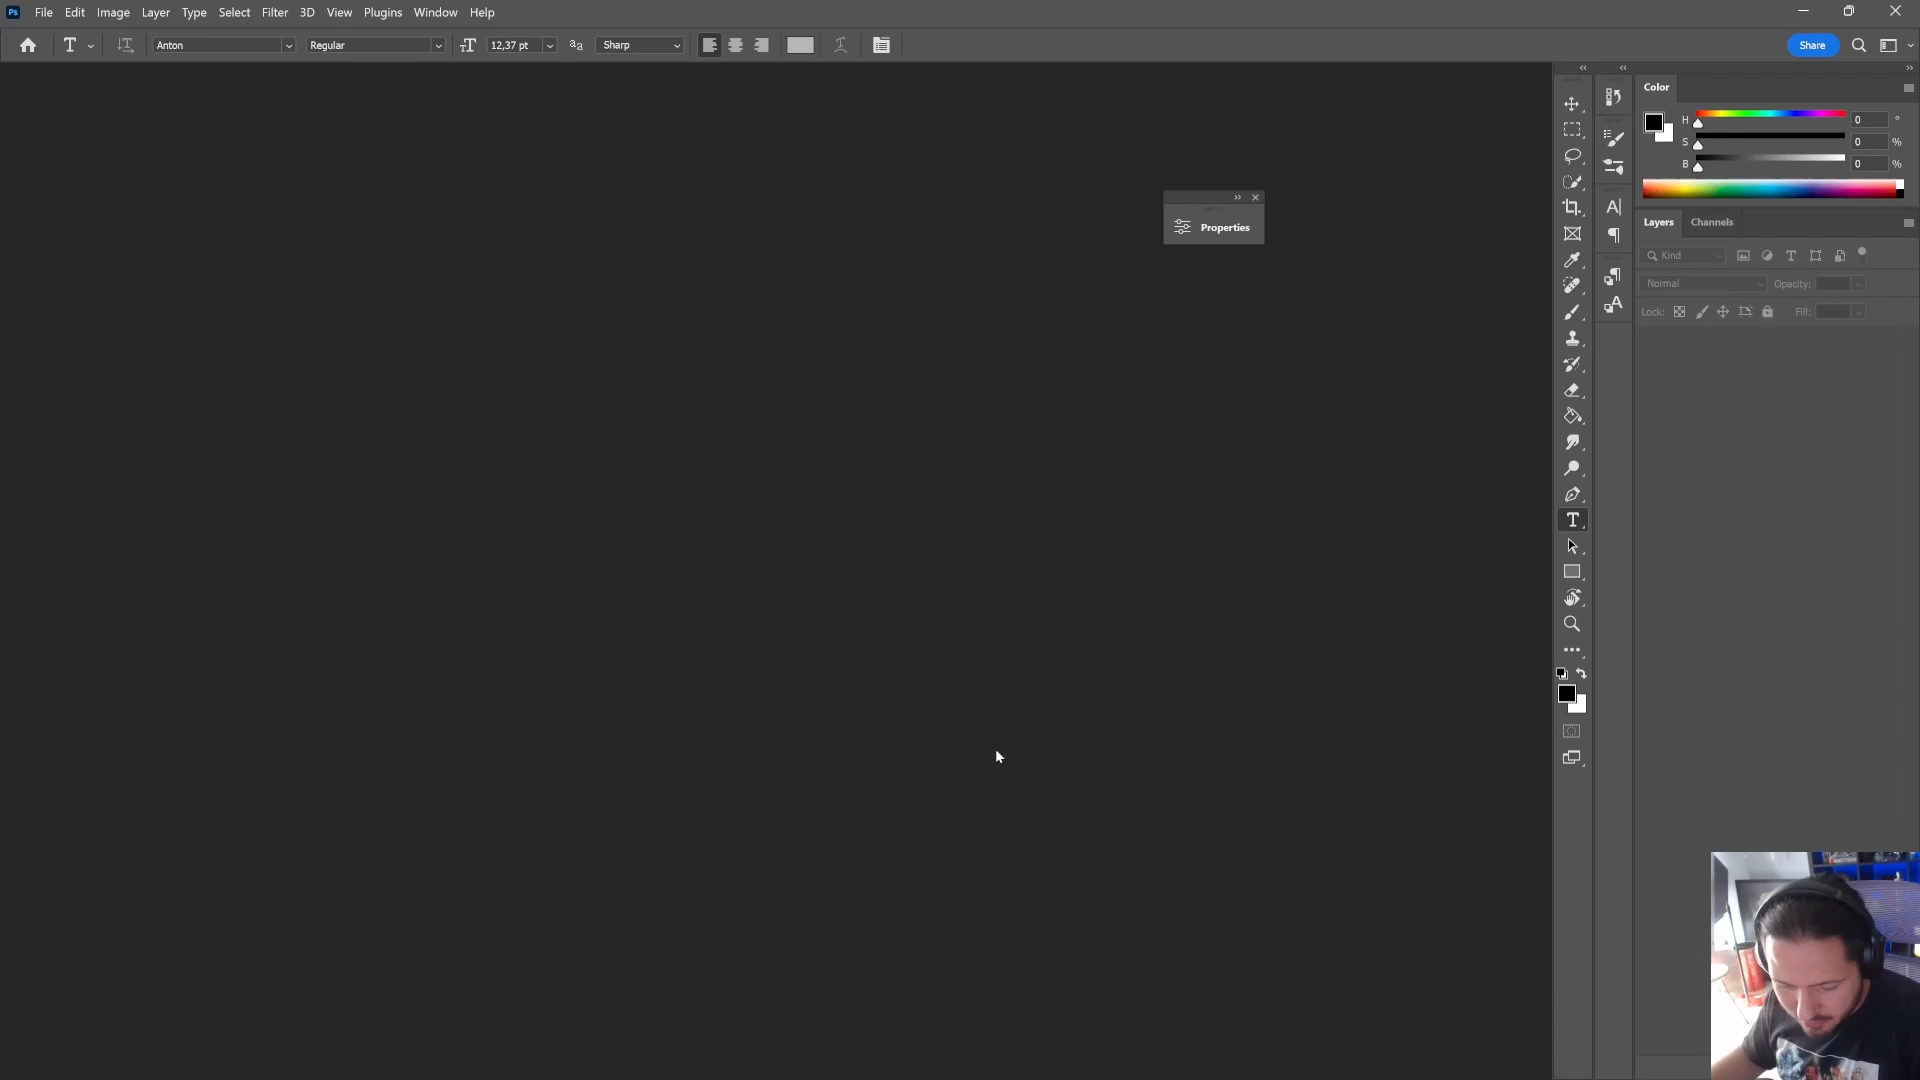 Ps File Edit Image Layer Type Select Filter 3D View Plugins Window Help
T Anton Regular 12,37 pt Sharp Share
Color
H 0 °
S 0 %
B 0 %
Properties
Layers Channels
Kind
Normal Opacity:
Lock: Fill: